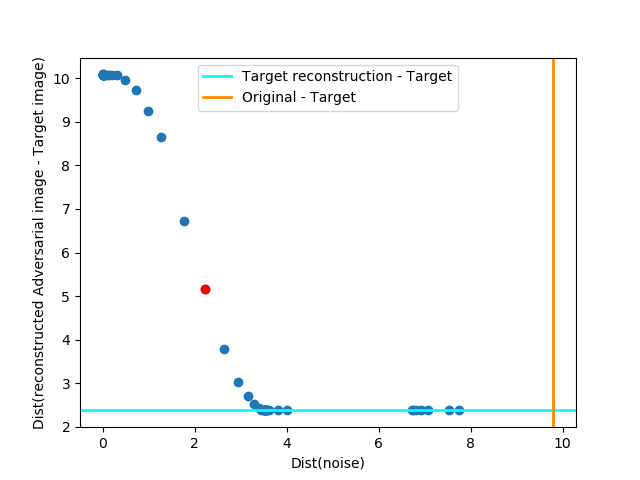 Target reconstruction - Target
Original - Target
Dist(reconstructed Adversarial image - Target image)
10
9
8
7
6
5
4
3
2
0 2 4 6 8 10
Dist(noise)